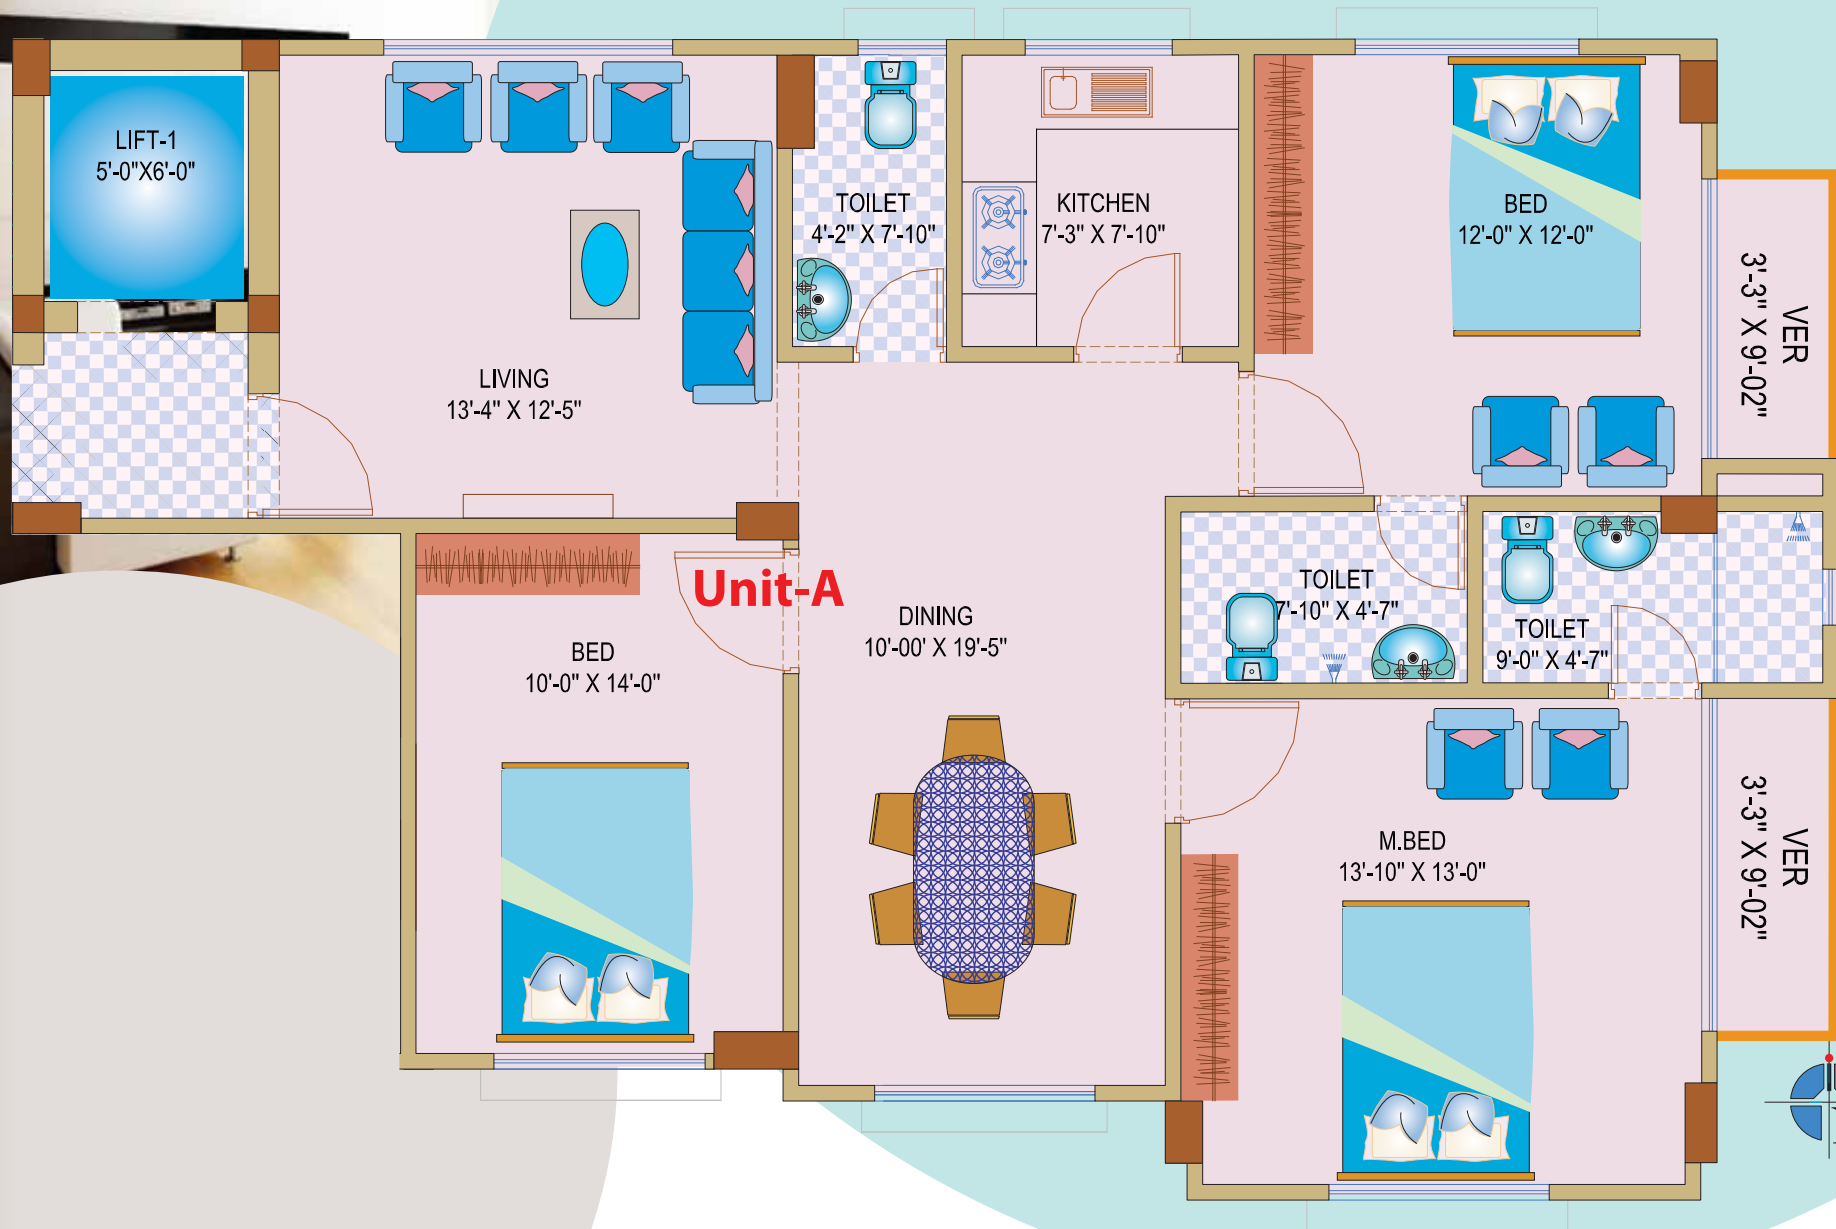 LIFT-1
5'-0"X6'-0"
LIVING
13'-4" X 12'-5"
TOILET
4'-2" X 7'-10"
KITCHEN
7'-3" X 7'-10"
BED
12'-0" X 12'-0"
VER
3'-3" X 9'-02"
Unit-A
BED
10'-0" X 14'-0"
DINING
10'-00' X 19'-5"
TOILET
7'-10" X 4'-7"
TOILET
9'-0" X 4'-7"
M.BED
13'-10" X 13'-0"
VER
3'-3" X 9'-02"